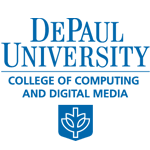 DEPAUL
UNIVERSITY
COLLEGE OF COMPUTING
AND DIGITAL MEDIA